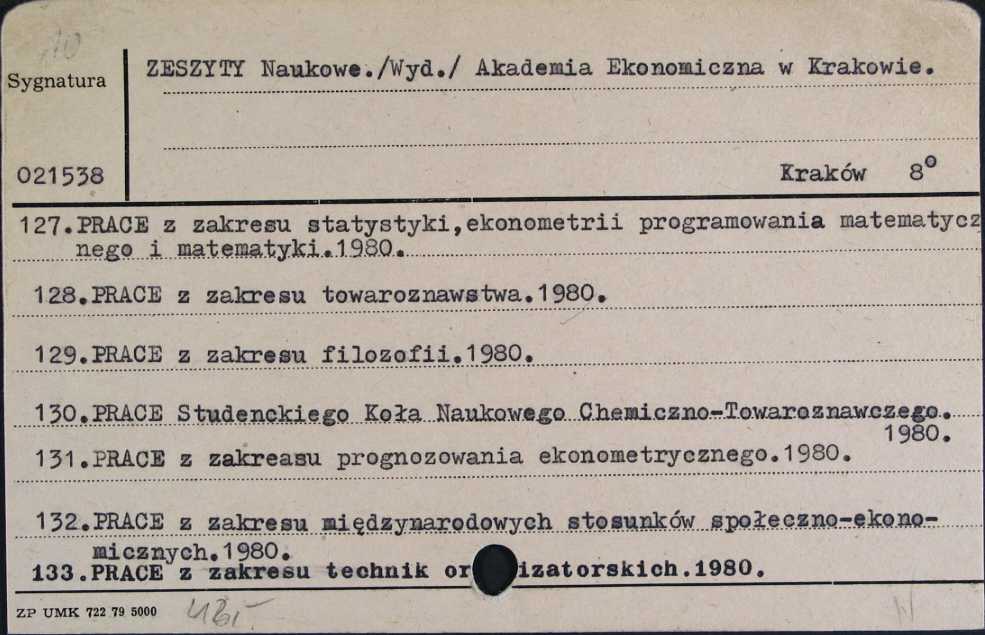 10
Sygnatura
ZESZYTY Naukowe./Wyd./ Akademia Ekonomiczna w Krakowie.
021538
Kraków 8°
127.PRACE z zakresu statystyki,ekonometrii programowania matematycz
nego i matematyki.1980.
128.PRACE z zakresu towaroznawstwa.1980.
129.PRACE z zakresu filozofii.1980.
130.PRACE Studenckiego Koła Naukowego Chemiczno-Towaroznawczego.
1980.
131.PRACE z zakreasu prognozowania ekonometrycznego.1980.
132.PRACE z zakresu międzynarodowych stosunków społeczno-ekono-
micznych.1980.
133.PRACE z zakresu technik or izatorskich.1980.
ZP UMK 722 79 5000